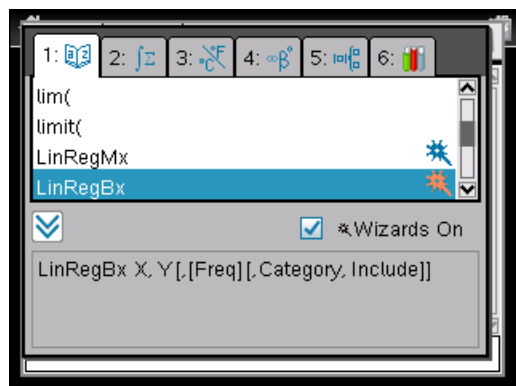 1: 2: ∫Σ 3: °C°F 4: ∞β° 5: 6:
lim(
limit(
LinRegMx
LinRegBx
Wizards On
LinRegBx X, Y[,[Freq][,Category, Include]]